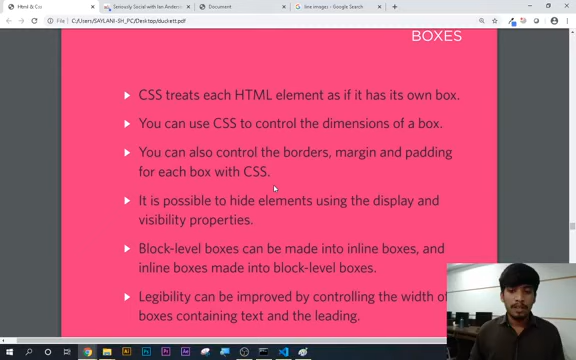 Html & Css
Seriously Social with Ian Anders
Document
line images - Google Search
File | C:/Users/SAYLANI-SH_PC/Desktop/duckett.pdf
BOXES
CSS treats each HTML element as if it has its own box.
You can use CSS to control the dimensions of a box.
You can also control the borders, margin and padding
for each box with CSS.
It is possible to hide elements using the display and
visibility properties.
Block-level boxes can be made into inline boxes, and
inline boxes made into block-level boxes.
Legibility can be improved by controlling the width of
boxes containing text and the leading.